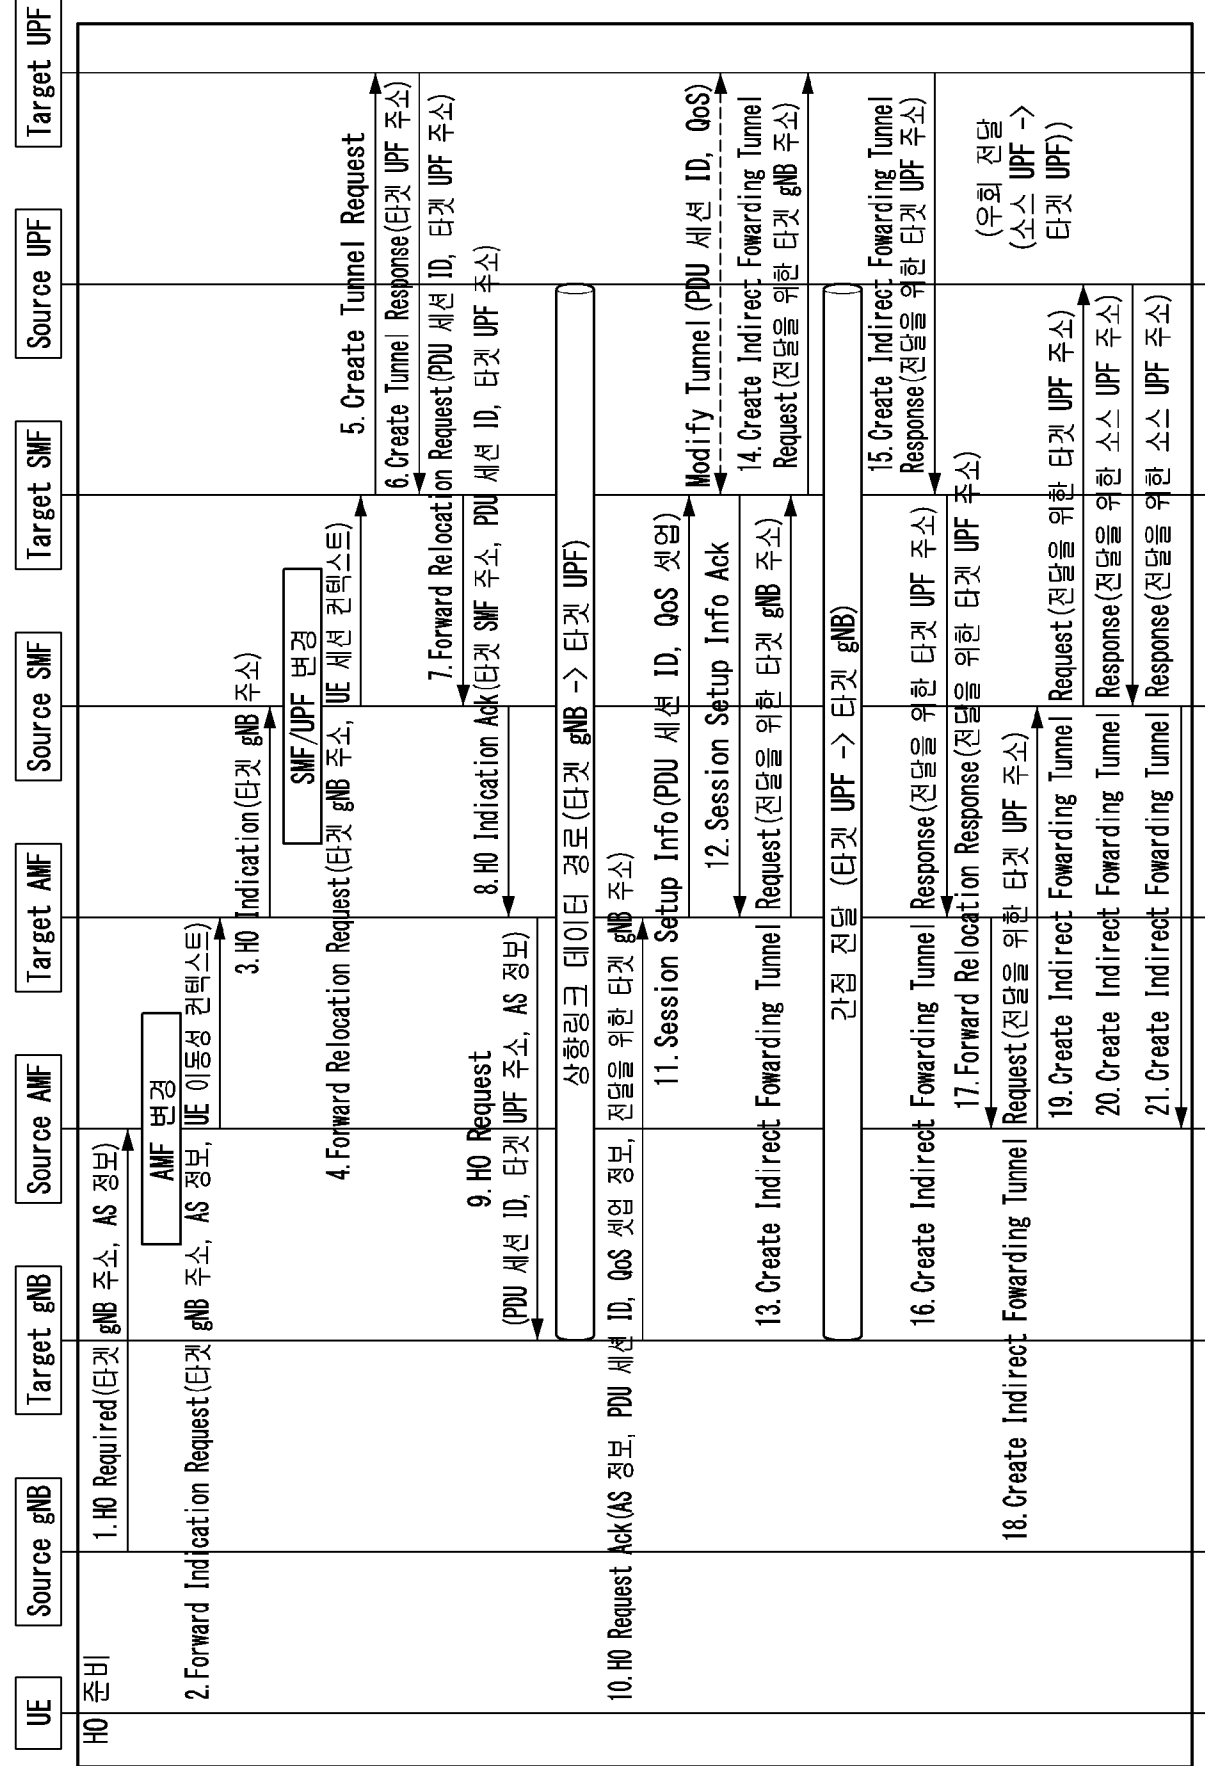 UE
Source gNB
Target gNB
Source AMF
Target AMF
Source SMF
Target SMF
Source UPF
Target UPF
HO 준비
1.HO Required(타겟 gNB 주소, AS 정보)
AMF 변경
2.Forward Indication Request(타겟 gNB 주소, AS 정보, UE 이동성 컨텍스트)
3.HO Indication(타겟 gNB 주소)
SMF/UPF 변경
4.Forward Relocation Request(타겟 gNB 주소, UE 세션 컨텍스트)
5.Create Tunnel Request
6.Create Tunnel Response(타겟 UPF 주소)
7.Forward Relocation Request(PDU 세션 ID, 타겟 UPF 주소)
8.HO Indication Ack(타겟 SMF 주소, PDU 세션 ID, 타겟 UPF 주소)
9.HO Request
(PDU 세션 ID, 타겟 UPF 주소, AS 정보)
상향링크 데이터 경로(타겟 gNB -> 타겟 UPF)
10.HO Request Ack(AS 정보, PDU 세션 ID, QoS 셋업 정보, 전달을 위한 타겟 gNB 주소)
11.Session Setup Info(PDU 세션 ID, QoS 셋업)
Modify Tunnel(PDU 세션 ID, QoS)
12.Session Setup Info Ack
13.Create Indirect Fowarding Tunnel Request(전달을 위한 타겟 gNB 주소)
14.Create Indirect Fowarding Tunnel
Request(전달을 위한 타겟 gNB 주소)
간접 전달 (타겟 UPF -> 타겟 gNB)
15.Create Indirect Fowarding Tunnel
Response(전달을 위한 타겟 UPF 주소)
16.Create Indirect Fowarding Tunnel Response(전달을 위한 타겟 UPF 주소)
17.Forward Relocation Response(전달을 위한 타겟 UPF 주소)
(우회 전달
(소스 UPF ->
타겟 UPF))
18.Create Indirect Fowarding Tunnel Request(전달을 위한 타겟 UPF 주소)
19.Create Indirect Fowarding Tunnel Request(전달을 위한 타겟 UPF 주소)
20.Create Indirect Fowarding Tunnel Response(전달을 위한 소스 UPF 주소)
21.Create Indirect Fowarding Tunnel Response(전달을 위한 소스 UPF 주소)